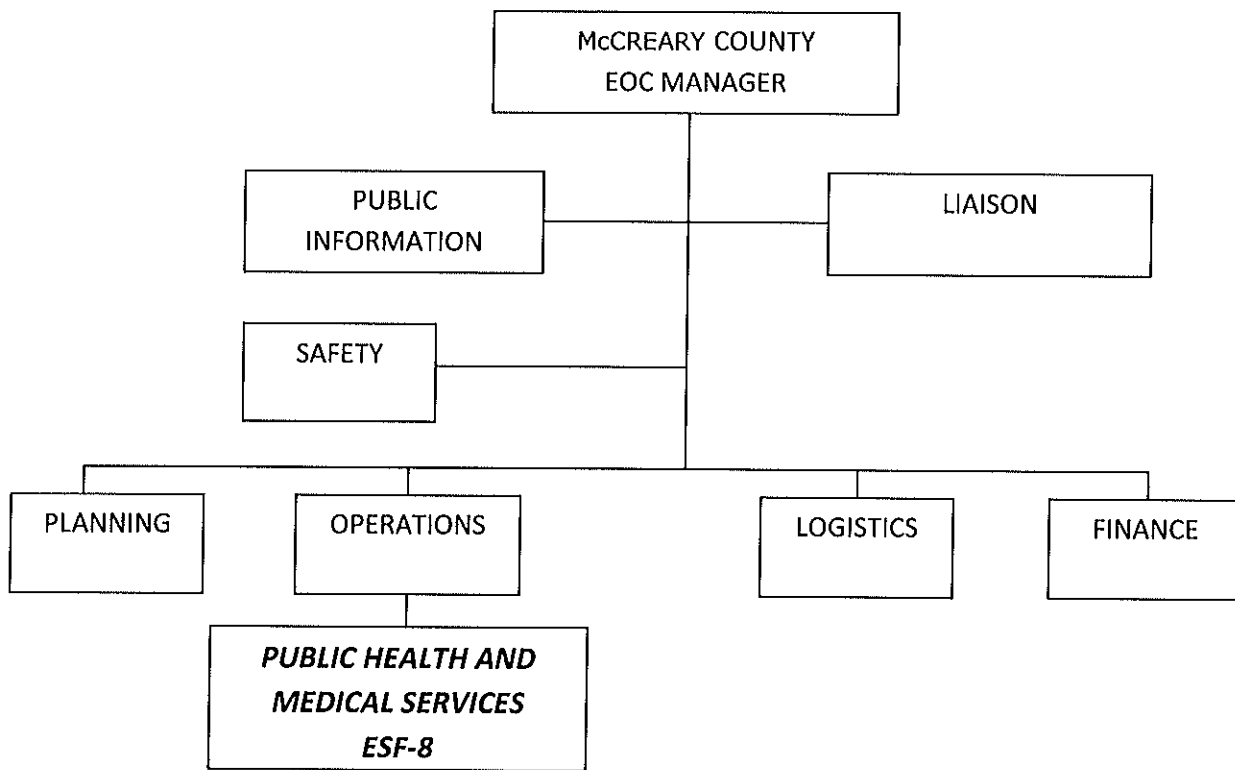 McCREARY COUNTY
EOC MANAGER
PUBLIC
INFORMATION
LIAISON
SAFETY
PLANNING
OPERATIONS
LOGISTICS
FINANCE
PUBLIC HEALTH AND
MEDICAL SERVICES
ESF-8